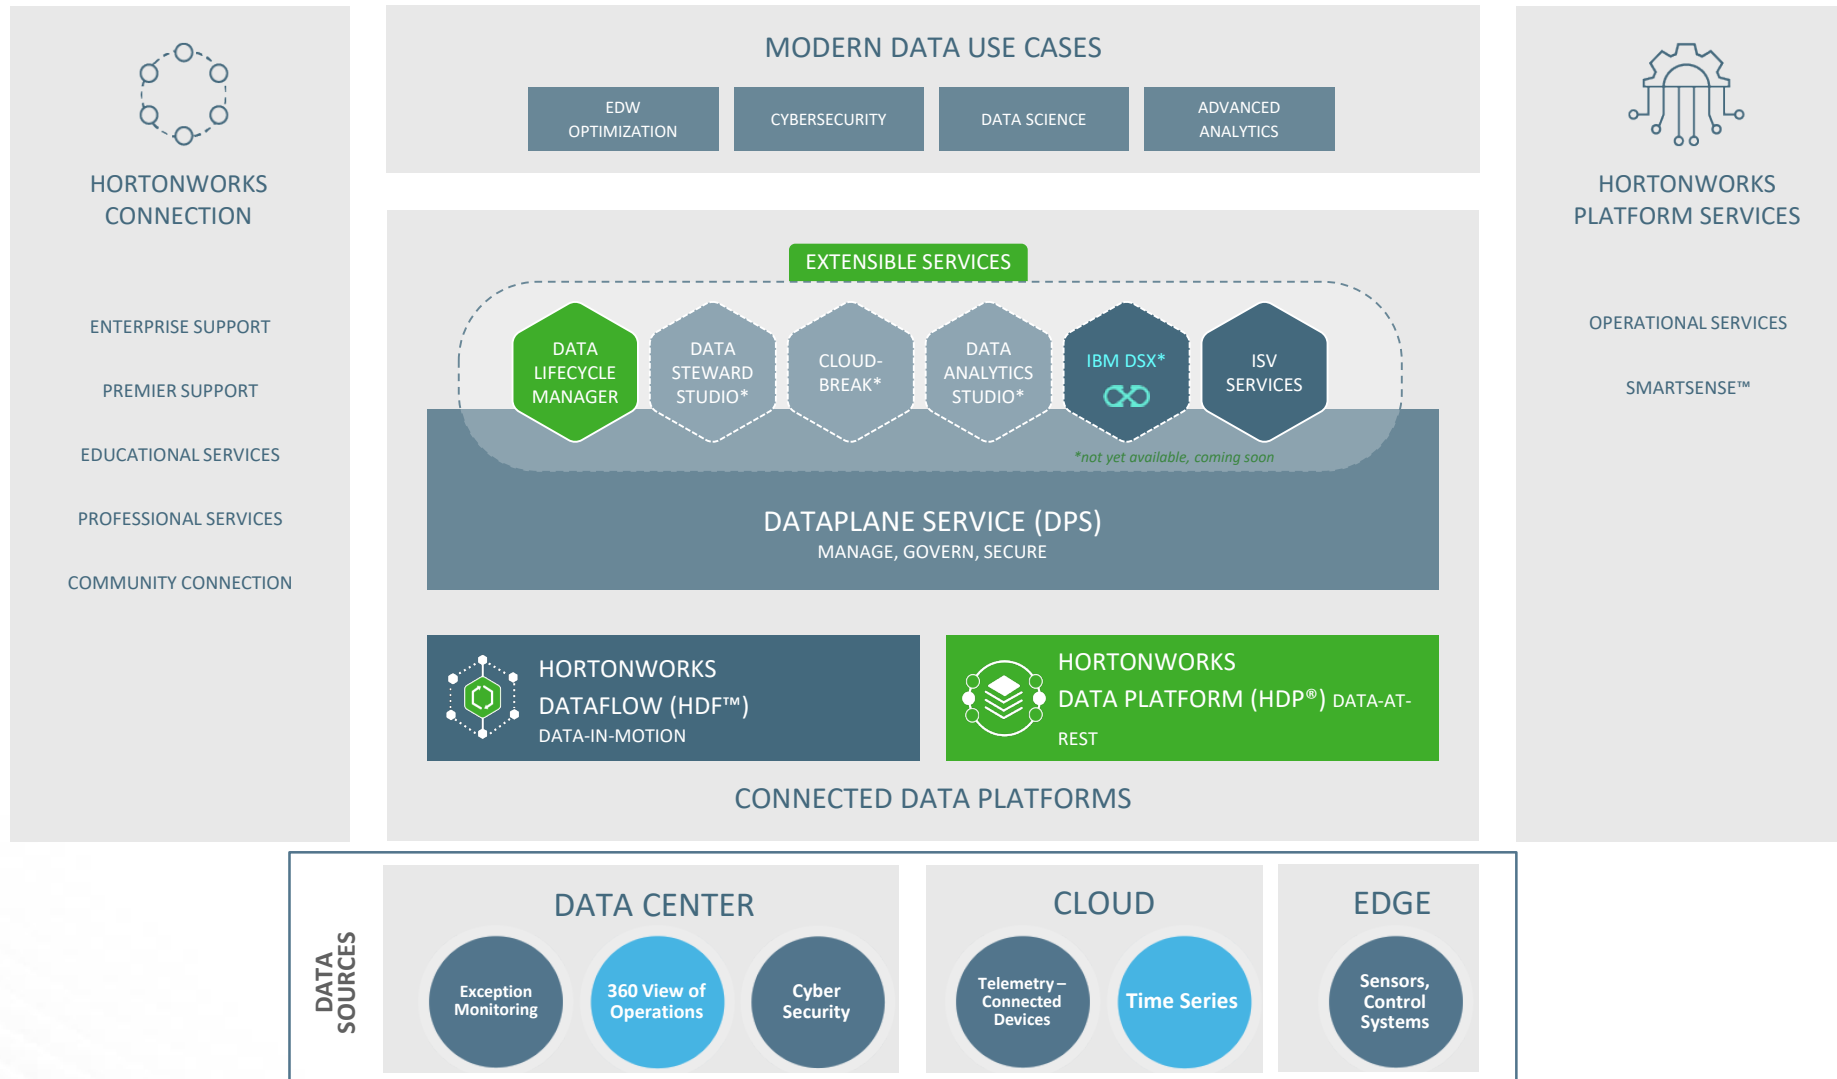 HORTONWORKS
CONNECTION
ENTERPRISE SUPPORT
PREMIER SUPPORT
EDUCATIONAL SERVICES
PROFESSIONAL SERVICES
COMMUNITY CONNECTION
MODERN DATA USE CASES
EDW
OPTIMIZATION
CYBERSECURITY
DATA SCIENCE
ADVANCED
ANALYTICS
EXTENSIBLE SERVICES
DATA
LIFECYCLE
MANAGER
DATA
STEWARD
STUDIO*
CLOUD-
BREAK*
DATA
ANALYTICS
STUDIO*
IBM DSX*
ISV
SERVICES
*not yet available, coming soon
DATAPLANE SERVICE (DPS)
MANAGE, GOVERN, SECURE
HORTONWORKS
DATAFLOW (HDF™)
DATA-IN-MOTION
HORTONWORKS
DATA PLATFORM (HDP®) DATA-AT-
REST
CONNECTED DATA PLATFORMS
HORTONWORKS
PLATFORM SERVICES
OPERATIONAL SERVICES
SMARTSENSE™
DATA
SOURCES
DATA CENTER
Exception
Monitoring
360 View of
Operations
Cyber
Security
CLOUD
Telemetry –
Connected
Devices
Time Series
EDGE
Sensors,
Control
Systems